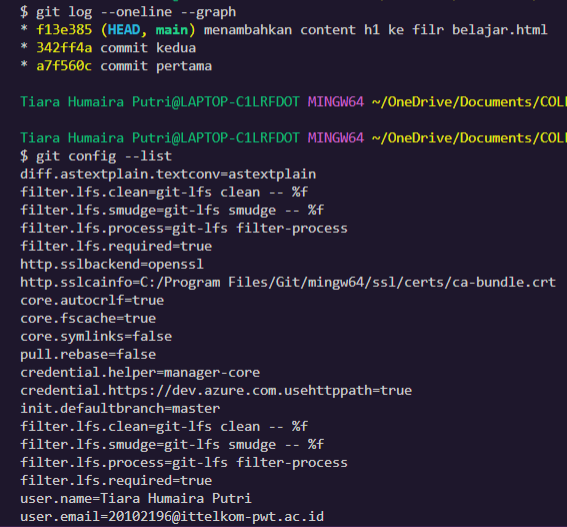 $ git log --oneline --graph
* f13e385 (HEAD, main) menambahkan content h1 ke filr belajar.html
* 342ff4a commit kedua
* a7f560c commit pertama
Tiara Humaira Putri@LAPTOP-C1LRFDOT MINGW64 ~/OneDrive/Documents/COLL
Tiara Humaira Putri@LAPTOP-C1LRFDOT MINGW64 ~/OneDrive/Documents/COLL
$ git config --list
diff.astextplain.textconv=astextplain
filter.lfs.clean=git-lfs clean -- %f
filter.lfs.smudge=git-lfs smudge -- %f
filter.lfs.process=git-lfs filter-process
filter.lfs.required=true
http.sslbackend=openssl
http.sslcainfo=C:/Program Files/Git/mingw64/ssl/certs/ca-bundle.crt
core.autocrlf=true
core.fscache=true
core.symlinks=false
pull.rebase=false
credential.helper=manager-core
credential.https://dev.azure.com.usehttppath=true
init.defaultbranch=master
filter.lfs.clean=git-lfs clean -- %f
filter.lfs.smudge=git-lfs smudge -- %f
filter.lfs.process=git-lfs filter-process
filter.lfs.required=true
user.name=Tiara Humaira Putri
user.email=20102196@ittelkom-pwt.ac.id